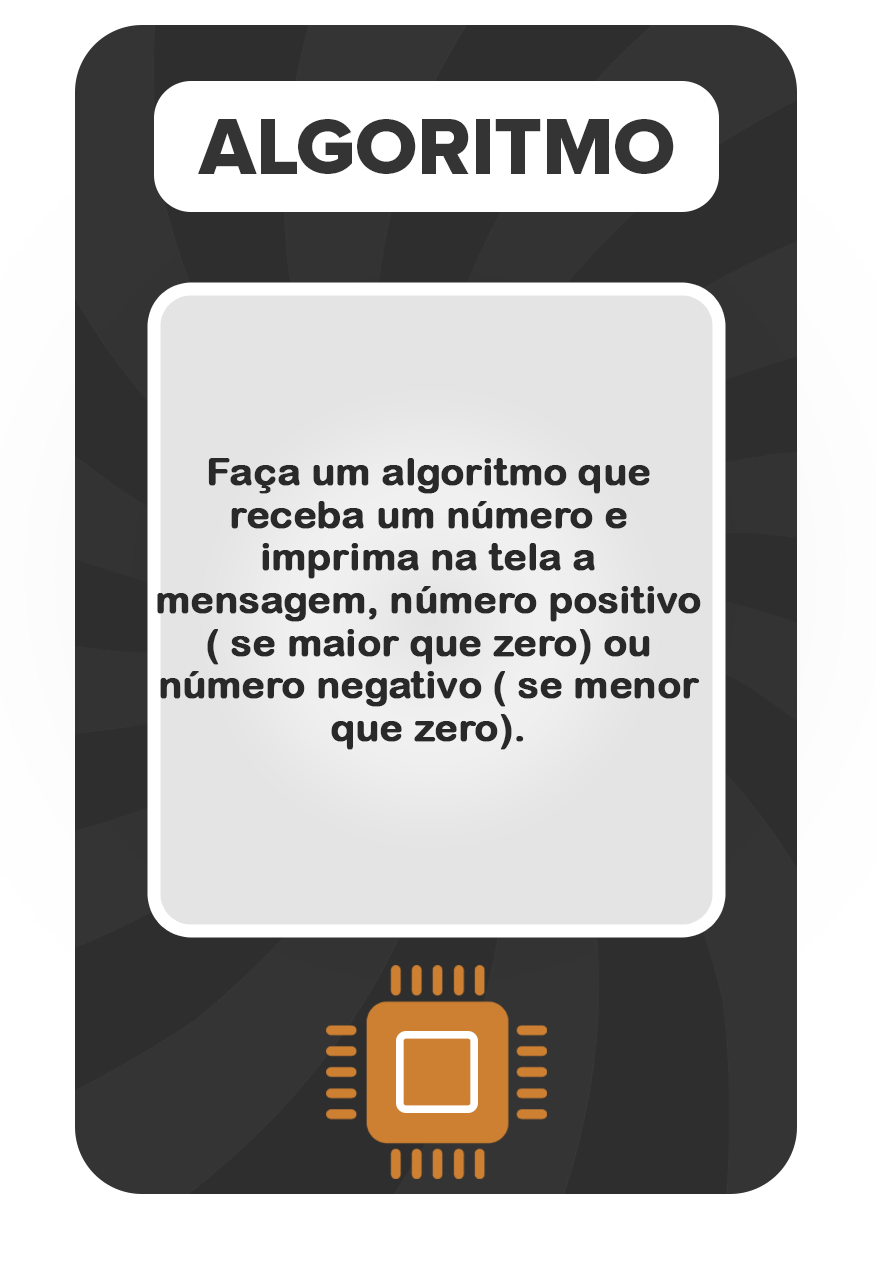 ALGORITMO
Faça um algoritmo que
receba um número e
imprima na tela a
mensagem, número positivo
( se maior que zero) ou
número negativo ( se menor
que zero).